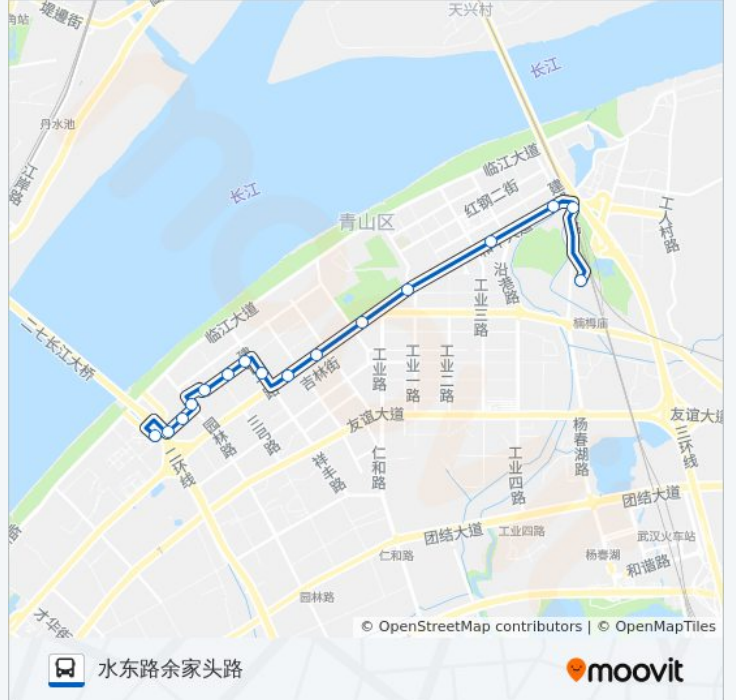 天兴村
堤边街
角站
长江
丹水池
临江大道
江岸路
红钢二街
建
长江
青山区
工人村路
沿港路
工业三路
临江大道
楠姆庙
二七长江大桥
建
工业路
工业一路
工业二路
吉林街
友谊大道
友谊大道
园林路
三弓路
杨春湖路
三环线
二环线
祥丰路
仁和路
工业四路
团结大道
团结大道
工业四路
武汉火车站
仁和路
杨春湖
和谐路
园林路
才华街
© OpenStreetMap contributors | © OpenMapTiles
水东路余家头路
moovit